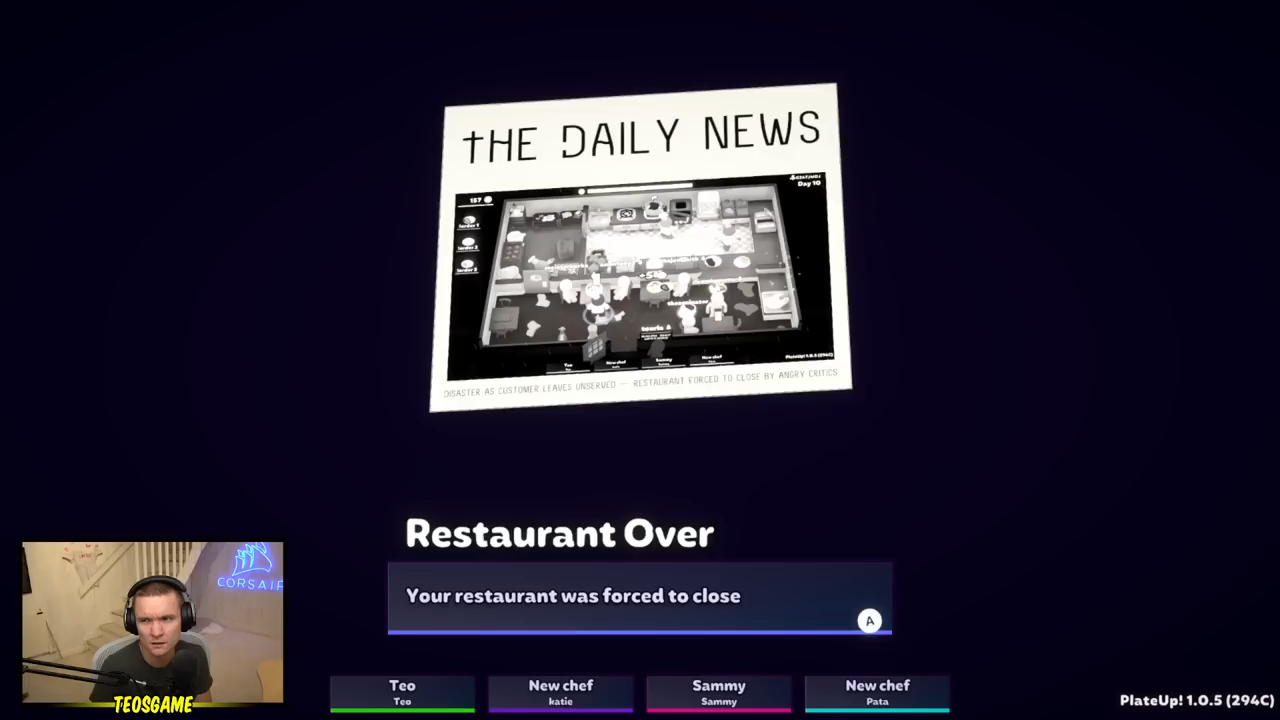 THE DAILY NEWS
157
Day 10
DISASTER AS CUSTOMER LEAVES UNSERVED — RESTAURANT FORCED TO CLOSE BY ANGRY CRITICS
Restaurant Over
Your restaurant was forced to close
A
CORSAIR
TEOSGAME
Teo
Teo
New chef
katie
Sammy
Sammy
New chef
Pata
PlateUp! 1.0.5 (294C)